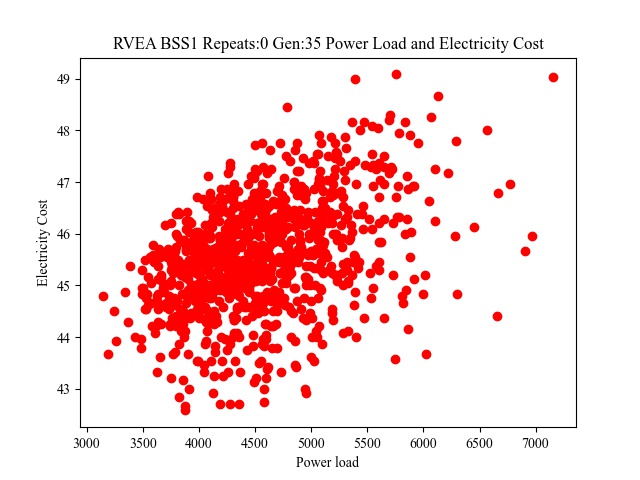 RVEA BSS1 Repeats:0 Gen:35 Power Load and Electricity Cost
49
48
47
46
45
44
43
Electricity Cost
3000 3500 4000 4500 5000 5500 6000 6500 7000
Power load